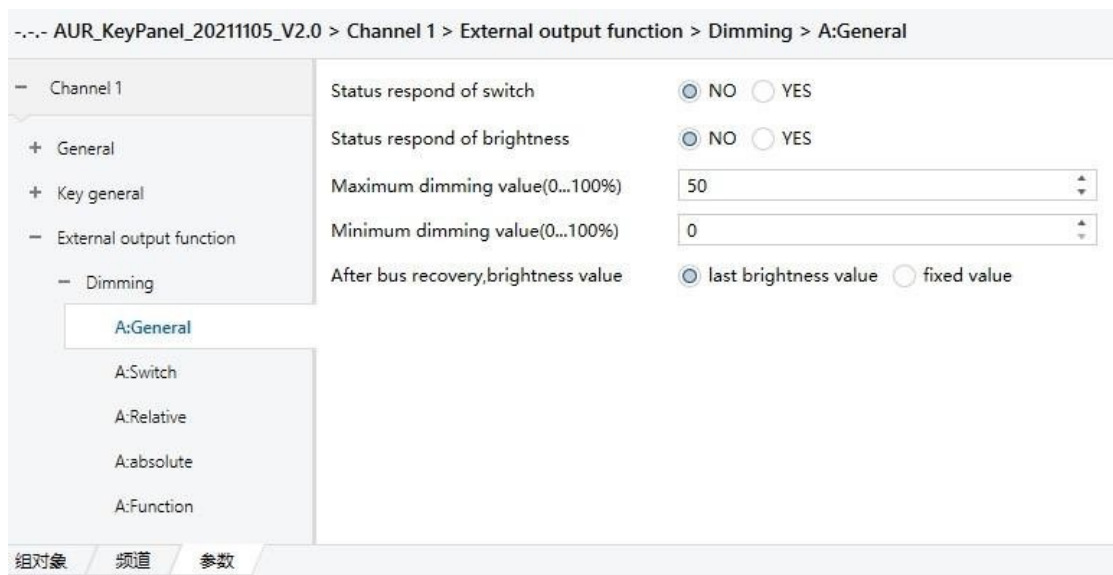 -.-.- AUR_KeyPanel_20211105_V2.0 > Channel 1 > External output function > Dimming > A:General
Channel 1
General
Key general
External output function
Dimming
A:General
A:Switch
A:Relative
A:absolute
A:Function
Status respond of switch NO YES
Status respond of brightness NO YES
Maximum dimming value(0...100%) 50
Minimum dimming value(0...100%) 0
After bus recovery,brightness value last brightness value fixed value
组对象 频道 参数